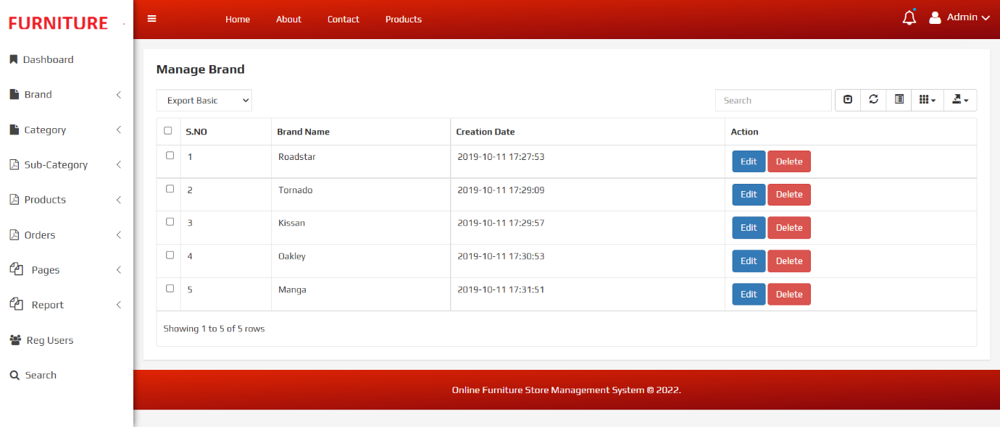 FURNITURE
Home About Contact Products
Admin
Dashboard
Brand
Category
Sub-Category
Products
Orders
Pages
Report
Reg Users
Search
Manage Brand
Export Basic
Search
S.NO Brand Name Creation Date Action
1 Roadstar 2019-10-11 17:27:53 Edit Delete
2 Tornado 2019-10-11 17:29:09 Edit Delete
3 Kissan 2019-10-11 17:29:57 Edit Delete
4 Oakley 2019-10-11 17:30:53 Edit Delete
5 Manga 2019-10-11 17:31:51 Edit Delete
Showing 1 to 5 of 5 rows
Online Furniture Store Management System © 2022.